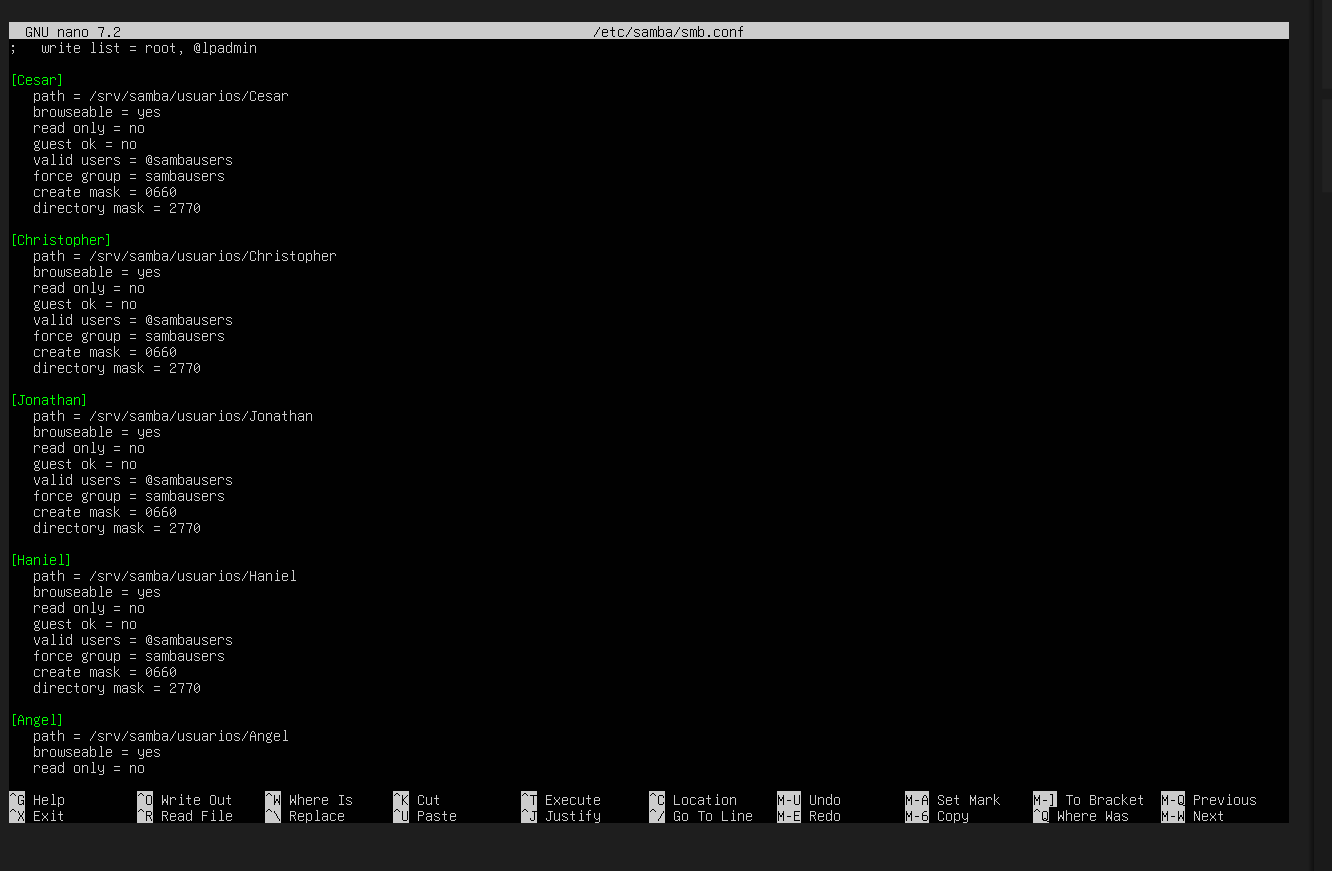 GNU nano 7.2 /etc/samba/smb.conf
;   write list = root, @lpadmin
[Cesar]
path = /srv/samba/usuarios/Cesar
browseable = yes
read only = no
guest ok = no
valid users = @sambausers
force group = sambausers
create mask = 0660
directory mask = 2770
[Christopher]
path = /srv/samba/usuarios/Christopher
browseable = yes
read only = no
guest ok = no
valid users = @sambausers
force group = sambausers
create mask = 0660
directory mask = 2770
[Jonathan]
path = /srv/samba/usuarios/Jonathan
browseable = yes
read only = no
guest ok = no
valid users = @sambausers
force group = sambausers
create mask = 0660
directory mask = 2770
[Haniel]
path = /srv/samba/usuarios/Haniel
browseable = yes
read only = no
guest ok = no
valid users = @sambausers
force group = sambausers
create mask = 0660
directory mask = 2770
[Angel]
path = /srv/samba/usuarios/Angel
browseable = yes
read only = no
^G Help ^O Write Out ^W Where Is ^K Cut ^T Execute ^C Location M-U Undo M-A Set Mark M-] To Bracket M-Q Previous
^X Exit ^R Read File ^\ Replace ^U Paste ^J Justify ^/ Go To Line M-E Redo M-6 Copy ^Q Where Was M-W Next